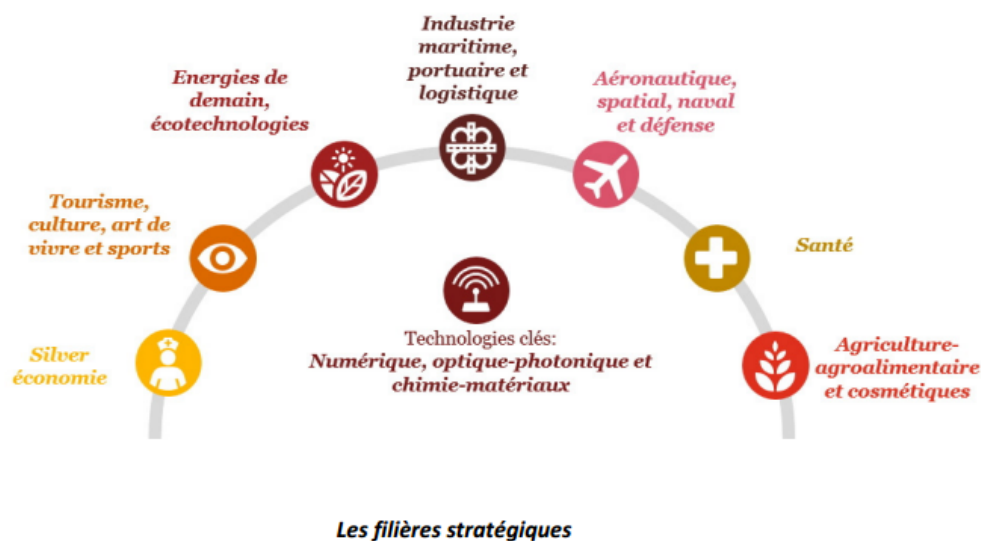 Industrie
maritime,
portuaire et
logistique
Energies de
demain,
écotechnologies
Aéronautique,
spatial, naval
et défense
Tourisme,
culture, art de
vivre et sports
Santé
Silver
économie
Technologies clés:
Numérique, optique-photonique et
chimie-matériaux
Agriculture-
agroalimentaire
et cosmétiques
Les filières stratégiques